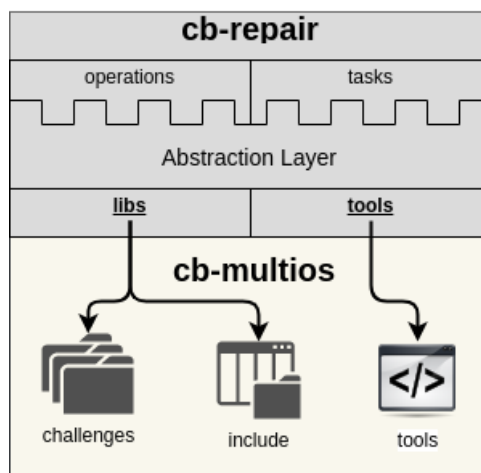 cb-repair
operations tasks
Abstraction Layer
libs tools
cb-multios
</>
challenges include tools